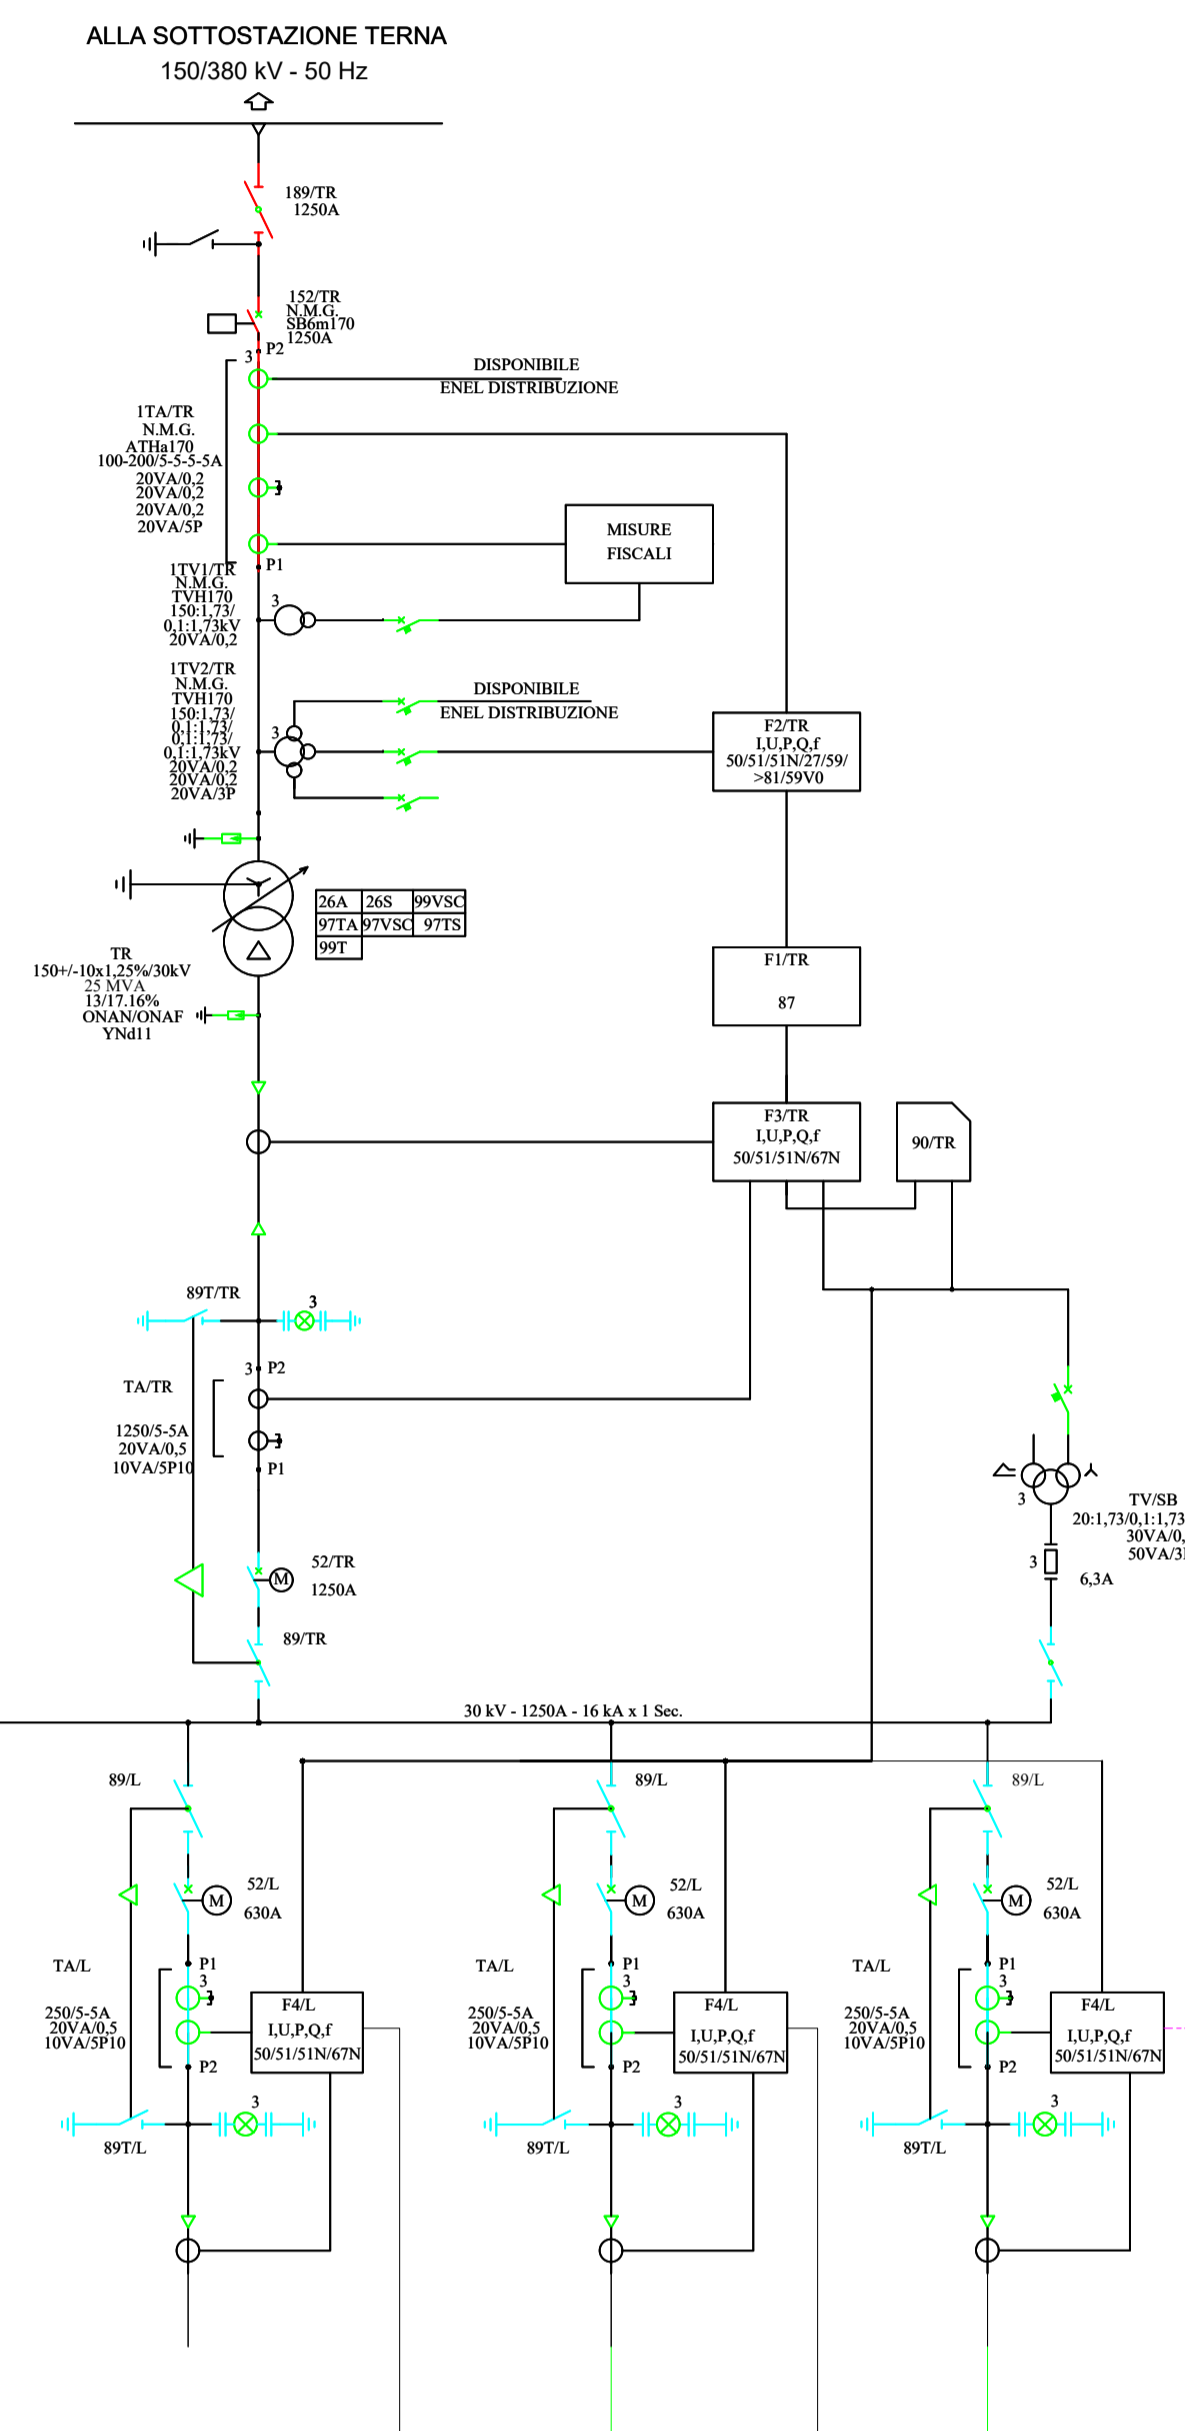 ALLA SOTTOSTAZIONE TERNA
150/380 kV - 50 Hz
189/TR
1250A
152/TR
N.M.G.
SB6m170
1250A
P2
3
DISPONIBILE
ENEL DISTRIBUZIONE
1TA/TR
N.M.G.
ATHa170
100-200/5-5-5-5A
20VA/0,2
20VA/0,2
20VA/0,2
20VA/5P
MISURE
FISCALI
P1
1TV1/TR
N.M.G.
TVH170
150:1,73/
0,1:1,73kV
20VA/0,2
3
1TV2/TR
N.M.G.
TVH170
150:1,73/
0,1:1,73/
0,1:1,73/
0,1:1,73kV
20VA/0,2
20VA/0,2
20VA/3P
3
DISPONIBILE
ENEL DISTRIBUZIONE
F2/TR
I,U,P,Q,f
50/51/51N/27/59/
>81/59V0
26A 26S 99VSC
97TA 97VSC 97TS
99T
TR
150+/-10x1,25%/30kV
25 MVA
13/17.16%
ONAN/ONAF
YNd11
F1/TR
87
F3/TR
I,U,P,Q,f
50/51/51N/67N
90/TR
89T/TR
3
3
P2
TA/TR
1250/5-5A
20VA/0,5
10VA/5P10
P1
3
TV/SB
20:1,73/0,1:1,73
30VA/0,
50VA/3
3
6,3A
52/TR
M
1250A
89/TR
30 kV - 1250A - 16 kA x 1 Sec.
89/L
89/L
89/L
52/L
M
630A
52/L
M
630A
52/L
M
630A
TA/L
P1
3
250/5-5A
20VA/0,5
10VA/5P10
P2
F4/L
I,U,P,Q,f
50/51/51N/67N
TA/L
P1
3
250/5-5A
20VA/0,5
10VA/5P10
P2
F4/L
I,U,P,Q,f
50/51/51N/67N
TA/L
P1
3
250/5-5A
20VA/0,5
10VA/5P10
P2
F4/L
I,U,P,Q,f
50/51/51N/67N
3
89T/L
3
89T/L
3
89T/L